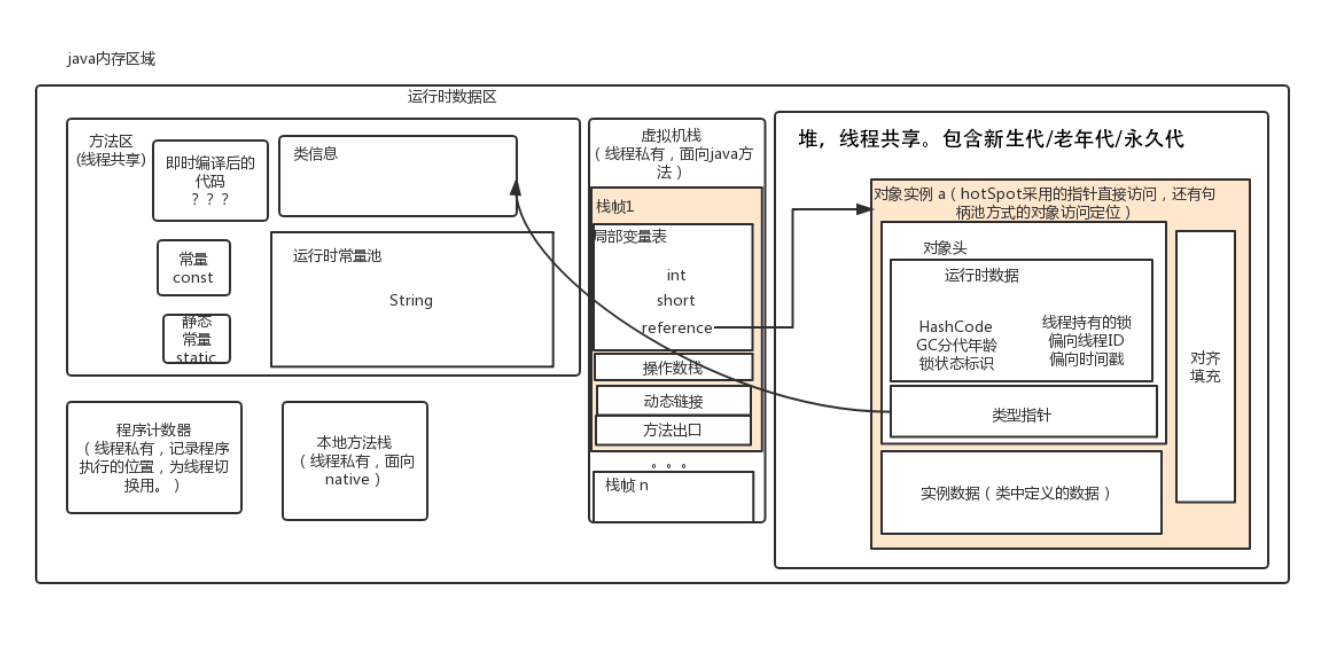 java内存区域
运行时数据区
方法区
(线程共享)
即时编译后的
代码
？？？
类信息
常量
const
静态
常量
static
运行时常量池
String
程序计数器
（线程私有，记录程序
执行的位置，为线程切
换用。）
本地方法栈
（线程私有，面向
native）
虚拟机栈
（线程私有，面向java方
法）
栈帧1
局部变量表
int
short
reference
操作数栈
动态链接
方法出口
。。。
栈帧 n
堆，线程共享。包含新生代/老年代/永久代
对象实例 a（hotSpot采用的指针直接访问，还有句
柄池方式的对象访问定位）
对象头
运行时数据
HashCode
GC分代年龄
锁状态标识
线程持有的锁
偏向线程ID
偏向时间戳
类型指针
实例数据（类中定义的数据）
对齐
填充